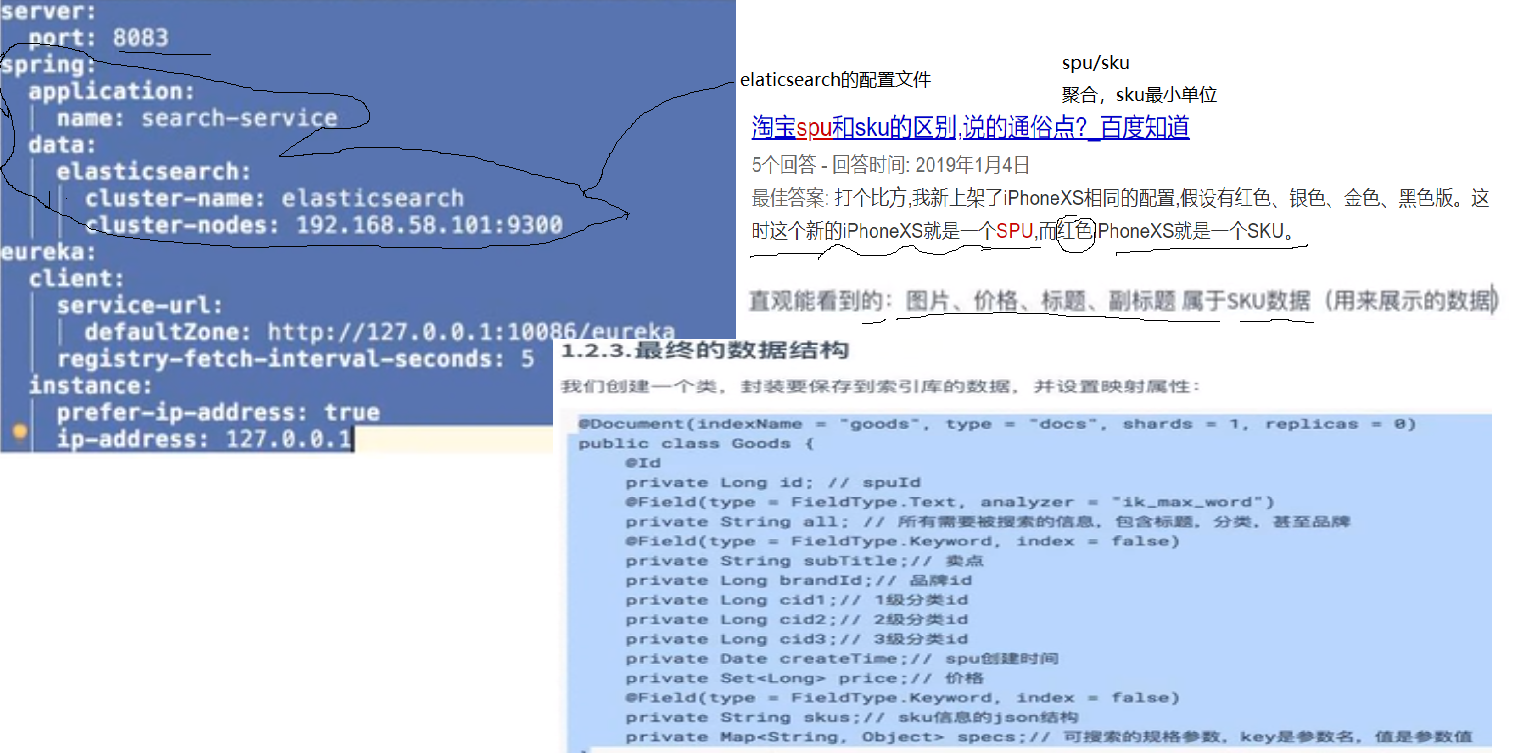 server:
port: 8083
spring:
application:
name: search-service
data:
elasticsearch:
cluster-name: elasticsearch
cluster-nodes: 192.168.58.101:9300
eureka:
client:
service-url:
defaultZone: http://127.0.0.1:10086/eureka
registry-fetch-interval-seconds: 5
instance:
prefer-ip-address: true
ip-address: 127.0.0.1
elaticsearch的配置文件
spu/sku
聚合，sku最小单位
淘宝spu和sku的区别,说的通俗点?_百度知道
5个回答 - 回答时间: 2019年1月4日
最佳答案: 打个比方,我新上架了iPhoneXS相同的配置,假设有红色、银色、金色、黑色版。这
时这个新的iPhoneXS就是一个SPU,而红色iPhoneXS就是一个SKU。
直观能看到的：图片、价格、标题、副标题 属于SKU数据（用来展示的数据）
1.2.3.最终的数据结构
我们创建一个类，封装要保存到索引库的数据，并设置映射属性：
@Document(indexName = "goods", type = "docs", shards = 1, replicas = 0)
public class Goods {
@Id
private Long id; // spuId
@Field(type = FieldType.Text, analyzer = "ik_max_word")
private String all; // 所有需要被搜索的信息，包含标题，分类，甚至品牌
@Field(type = FieldType.Keyword, index = false)
private String subTitle;// 卖点
private Long brandId;// 品牌id
private Long cid1;// 1级分类id
private Long cid2;// 2级分类id
private Long cid3;// 3级分类id
private Date createTime;// spu创建时间
private Set<Long> price;// 价格
@Field(type = FieldType.Keyword, index = false)
private String skus;// sku信息的json结构
private Map<String, Object> specs;// 可搜索的规格参数，key是参数名，值是参数值